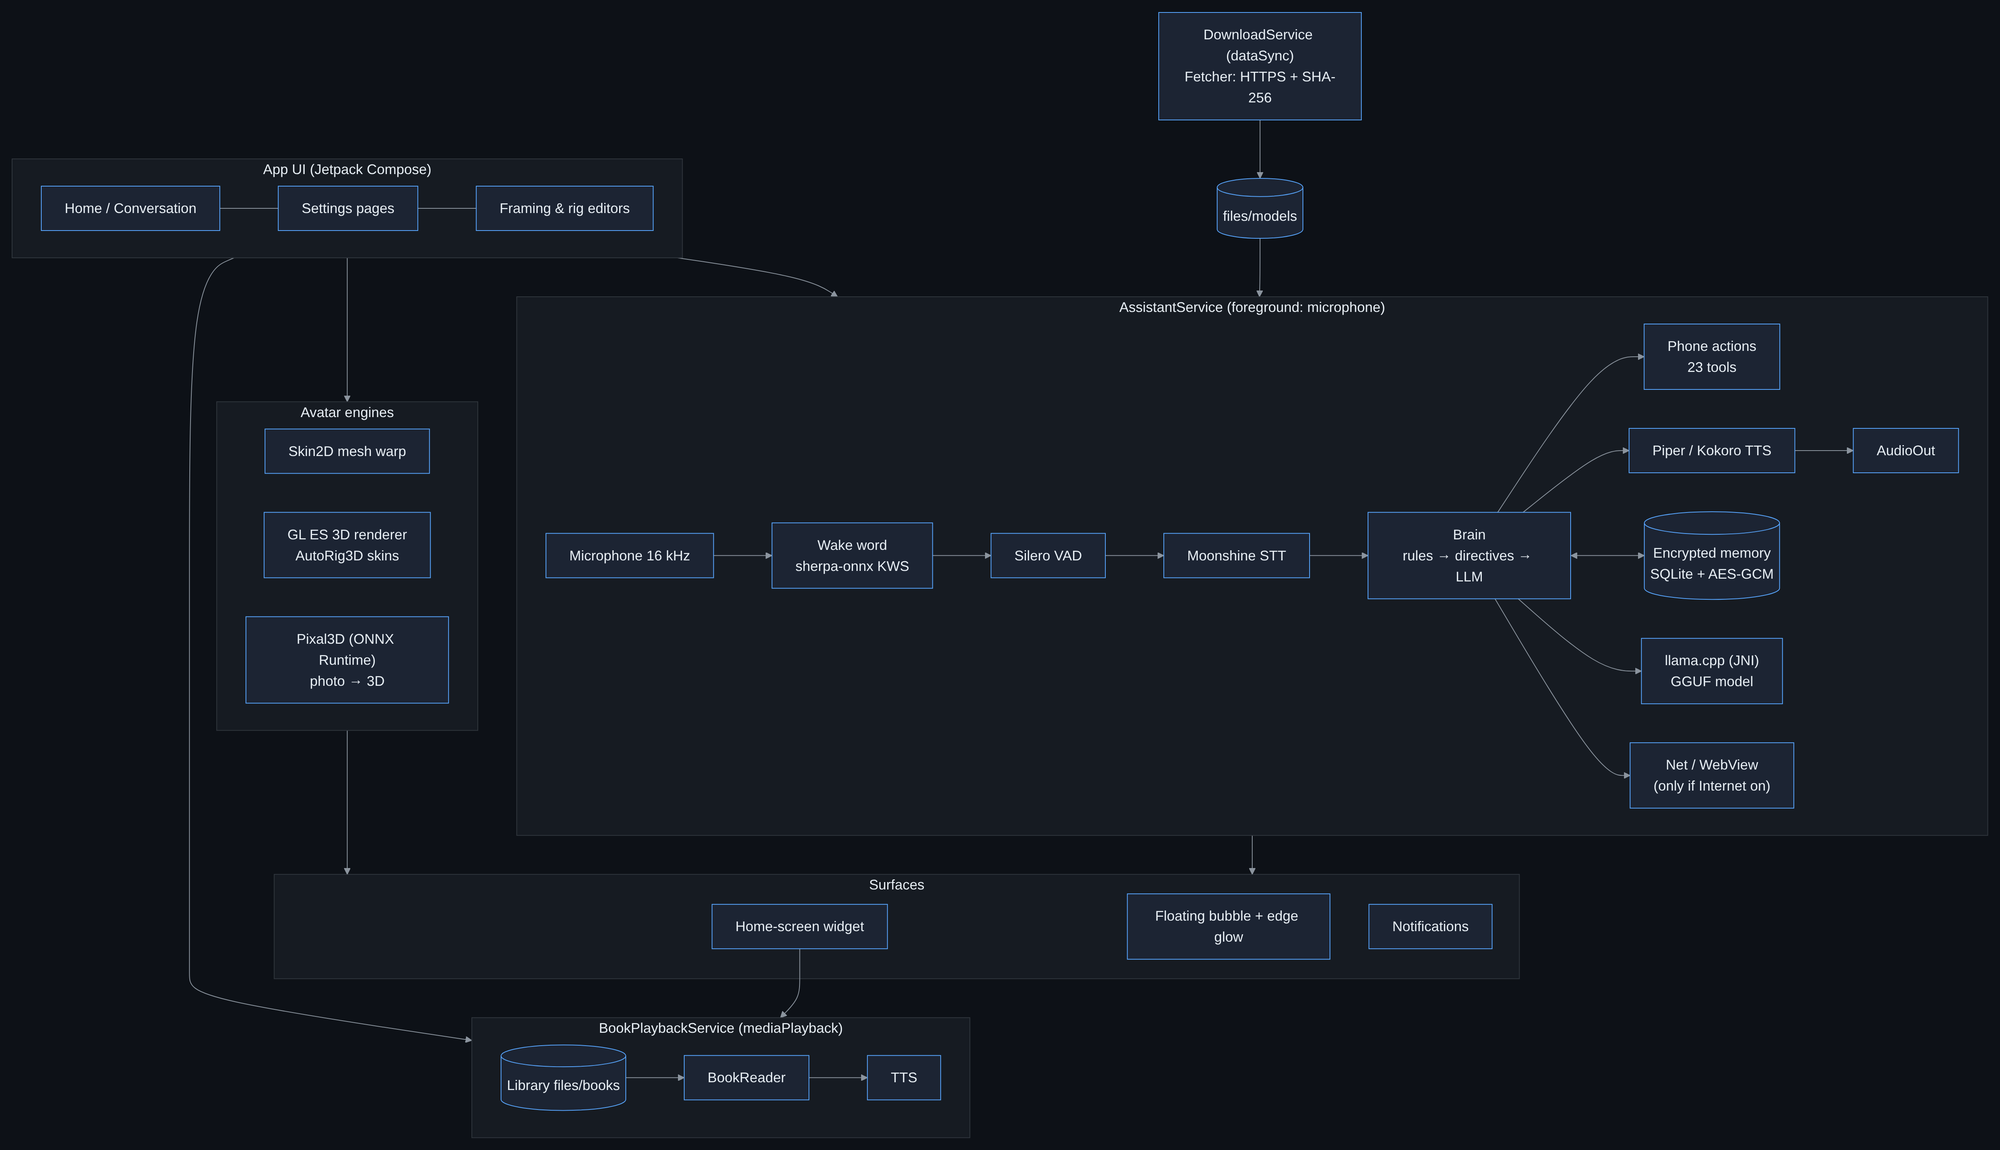 DownloadService
(dataSync)
Fetcher: HTTPS + SHA-
256
files/models
App UI (Jetpack Compose)
Home / Conversation
Settings pages
Framing & rig editors
AssistantService (foreground: microphone)
Phone actions
23 tools
Piper / Kokoro TTS
AudioOut
Microphone 16 kHz
Wake word
sherpa-onnx KWS
Silero VAD
Moonshine STT
Brain
rules → directives →
LLM
Encrypted memory
SQLite + AES-GCM
llama.cpp (JNI)
GGUF model
Net / WebView
(only if Internet on)
Avatar engines
Skin2D mesh warp
GL ES 3D renderer
AutoRig3D skins
Pixal3D (ONNX
Runtime)
photo → 3D
Surfaces
Home-screen widget
Floating bubble + edge
glow
Notifications
BookPlaybackService (mediaPlayback)
Library files/books
BookReader
TTS